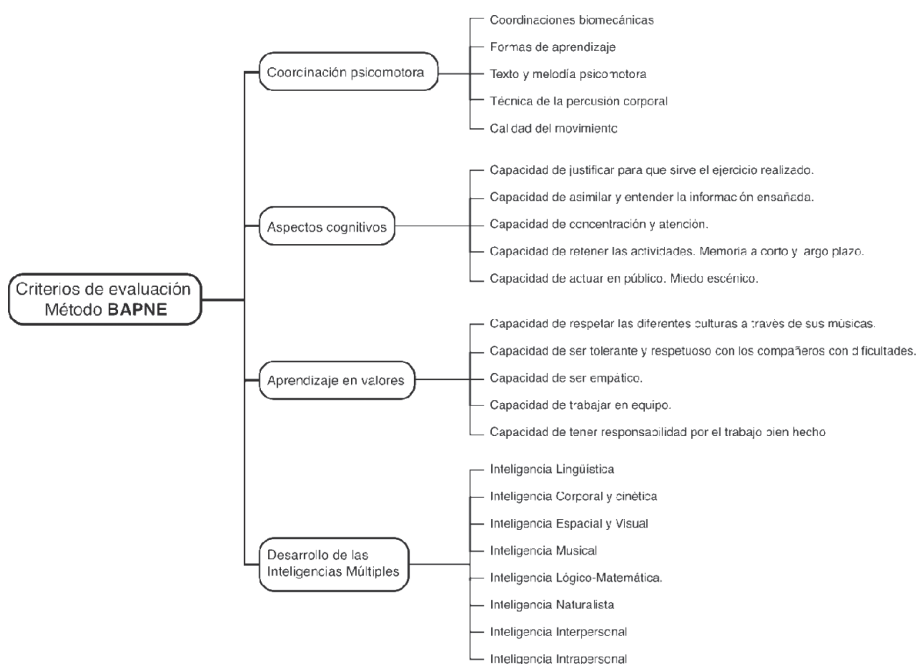 Criterios de evaluación
Método BAPNE
Coordinación psicomotora
Coordinaciones biomecánicas
Formas de aprendizaje
Texto y melodía psicomotora
Técnica de la percusión corporal
Calidad del movimiento
Aspectos cognitivos
Capacidad de justificar para que sirve el ejercicio realizado.
Capacidad de asimilar y entender la información ensañada.
Capacidad de concentración y atención.
Capacidad de retener las actividades. Memoria a corto y largo plazo.
Capacidad de actuar en público. Miedo escénico.
Aprendizaje en valores
Capacidad de respetar las diferentes culturas a través de sus músicas.
Capacidad de ser tolerante y respetuoso con los compañeros con dificultades.
Capacidad de ser empático.
Capacidad de trabajar en equipo.
Capacidad de tener responsabilidad por el trabajo bien hecho
Desarrollo de las
Inteligencias Múltiples
Inteligencia Lingüística
Inteligencia Corporal y cinética
Inteligencia Espacial y Visual
Inteligencia Musical
Inteligencia Lógico-Matemática.
Inteligencia Naturalista
Inteligencia Interpersonal
Inteligencia Intrapersonal